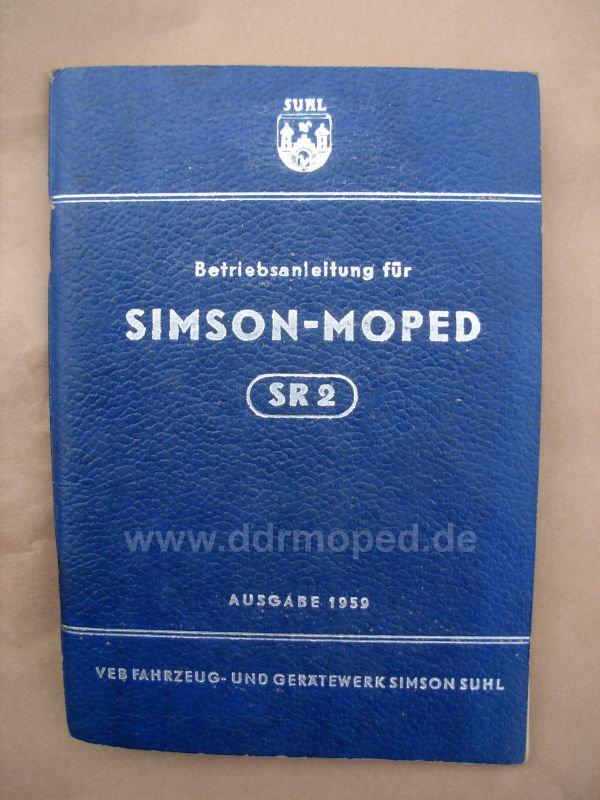 SUHL
Betriebsanleitung für
SIMSON-MOPED
SR 2
www.ddrmoped.de
AUSGABE 1959
VEB FAHRZEUG- UND GERÄTEWERK SIMSON SUHL